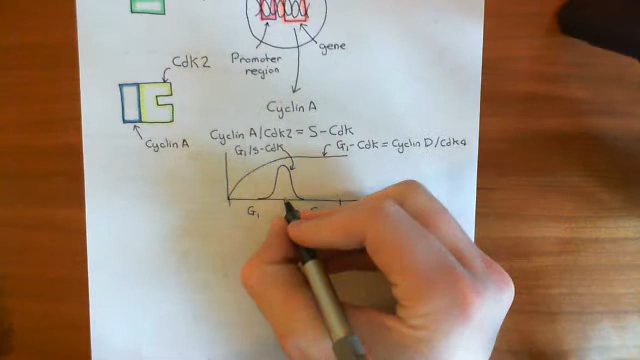 Promoter region
gene
Cdk2
Cyclin A
Cyclin A
Cyclin A/Cdk2 = S-Cdk
G1/S-Cdk
G1-Cdk = Cyclin D/Cdk4
G1